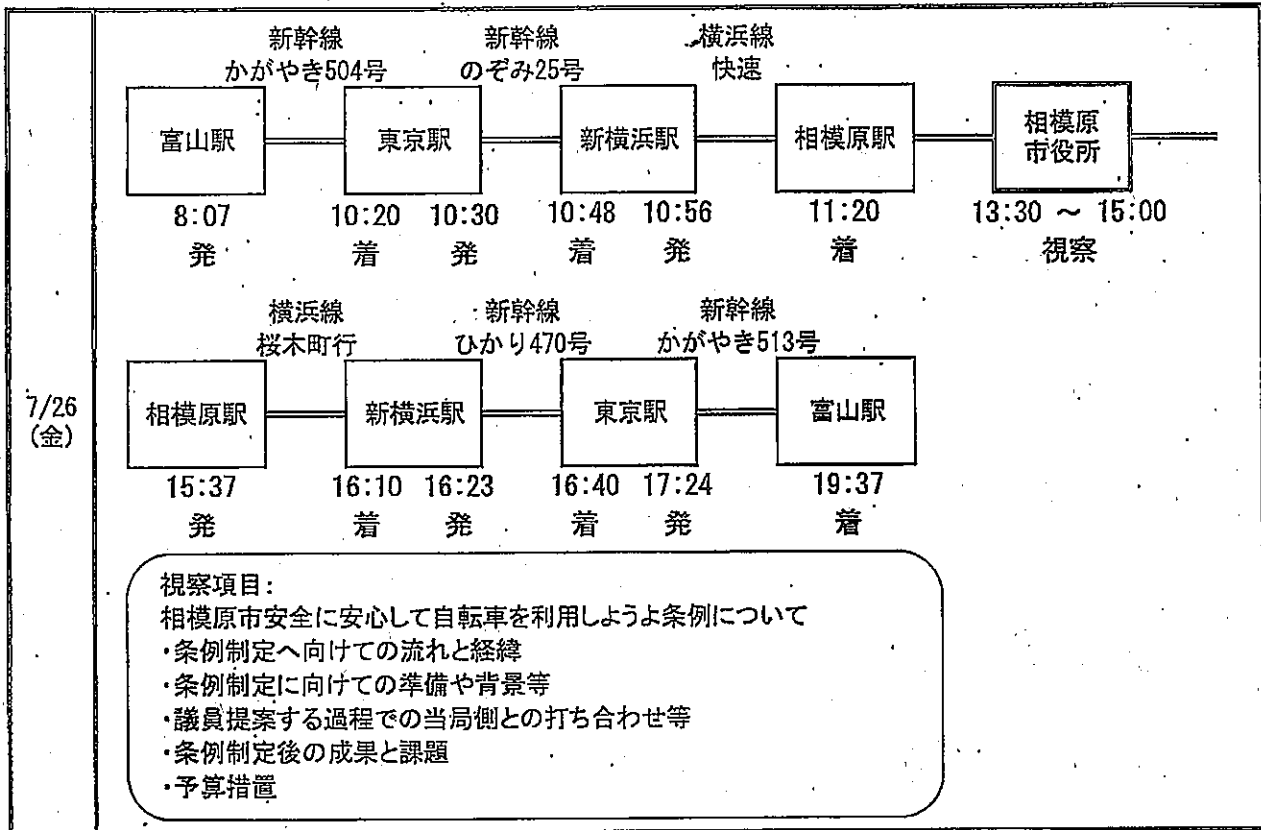 新幹線 新幹線 横浜線
かがやき504号 のぞみ25号 快速
富山駅 東京駅 新横浜駅 相模原駅 相模原
市役所
8:07 10:20 10:30 10:48 10:56 11:20 13:30 ~ 15:00
発 着 発 着 発 着 視察
横浜線 新幹線 新幹線
桜木町行 ひかり470号 かがやき513号
7/26
(金)
相模原駅 新横浜駅 東京駅 富山駅
15:37 16:10 16:23 16:40 17:24 19:37
発 着 発 着 発 着
視察項目:
相模原市安全に安心して自転車を利用しようよ条例について
・条例制定へ向けての流れと経緯
・条例制定に向けての準備や背景等
・議員提案する過程での当局側との打ち合わせ等
・条例制定後の成果と課題
・予算措置